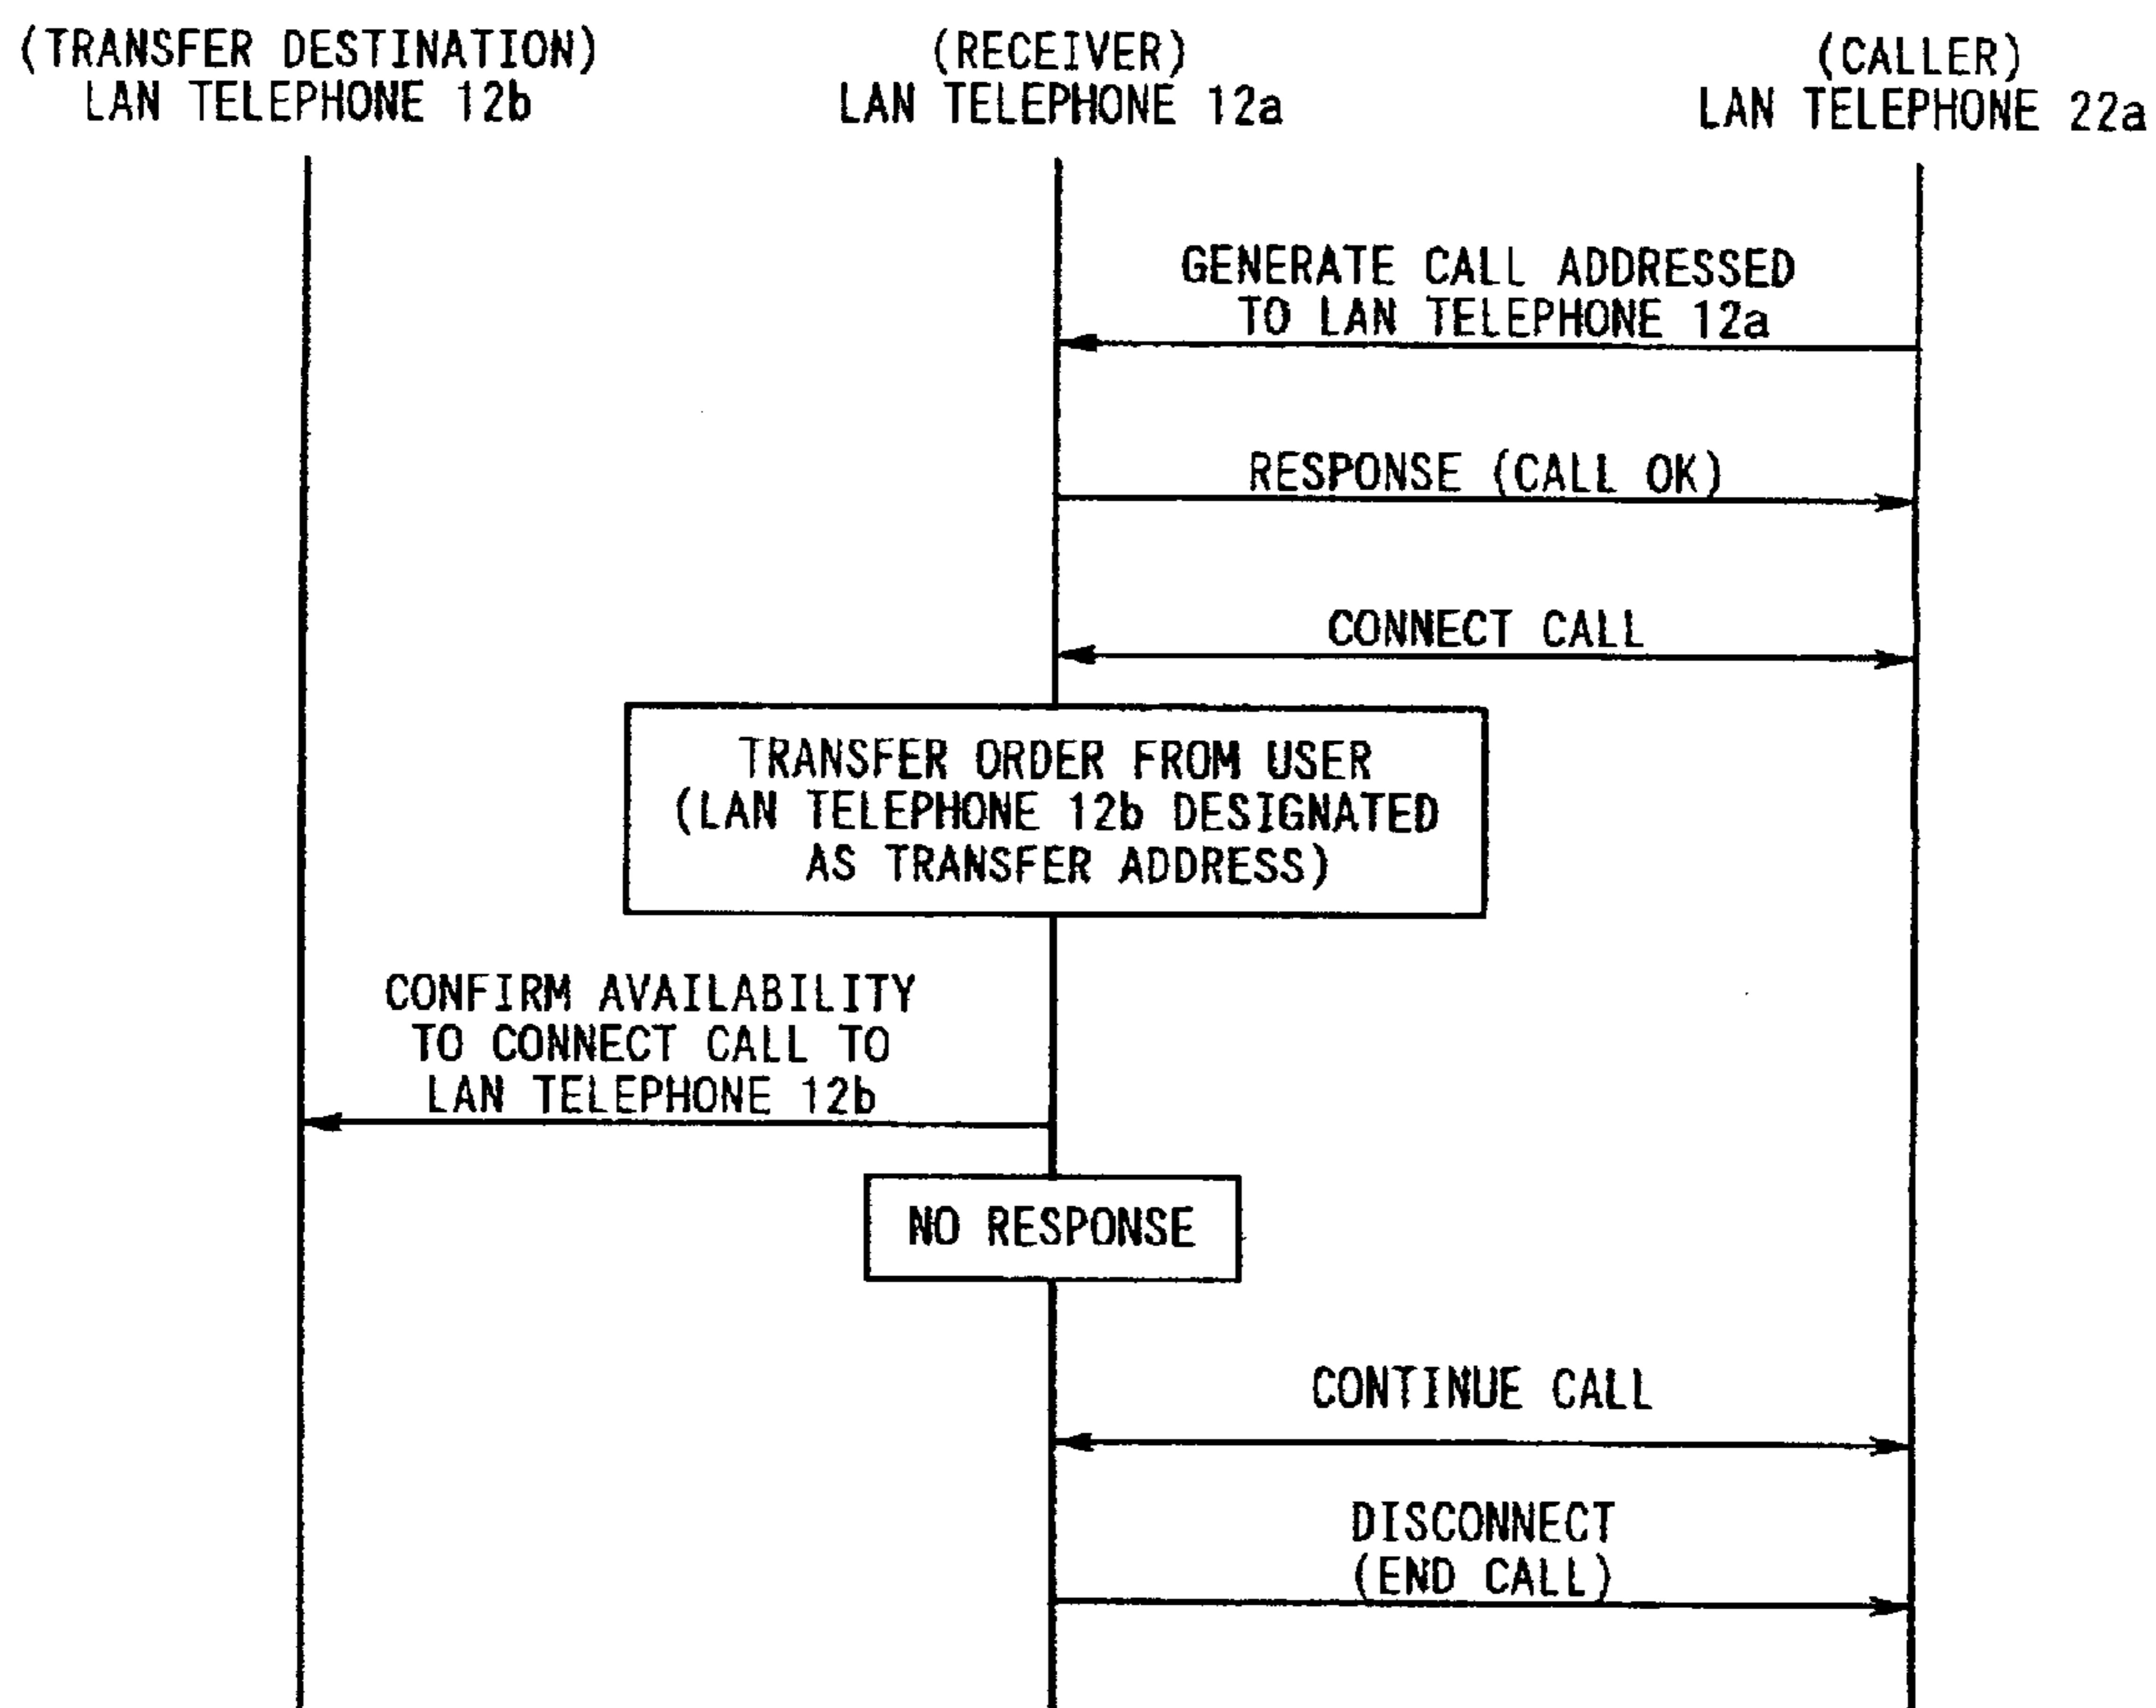 (TRANSFER DESTINATION)
LAN TELEPHONE 12b
(RECEIVER)
LAN TELEPHONE 12a
(CALLER)
LAN TELEPHONE 22a
GENERATE CALL ADDRESSED
TO LAN TELEPHONE 12a
RESPONSE (CALL OK)
CONNECT CALL
TRANSFER ORDER FROM USER
(LAN TELEPHONE 12b DESIGNATED
AS TRANSFER ADDRESS)
CONFIRM AVAILABILITY
TO CONNECT CALL TO
LAN TELEPHONE 12b
NO RESPONSE
CONTINUE CALL
DISCONNECT
(END CALL)